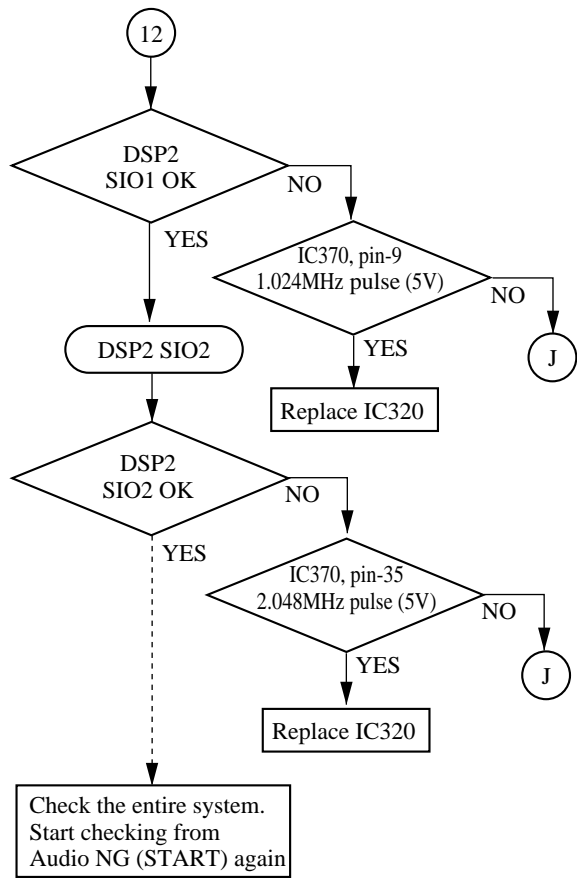 12
DSP2
SIO1 OK
NO
YES
IC370, pin-9
1.024MHz pulse (5V)
NO
YES
J
DSP2 SIO2
Replace IC320
DSP2
SIO2 OK
NO
YES
IC370, pin-35
2.048MHz pulse (5V)
NO
YES
J
Replace IC320
Check the entire system.
Start checking from
Audio NG (START) again